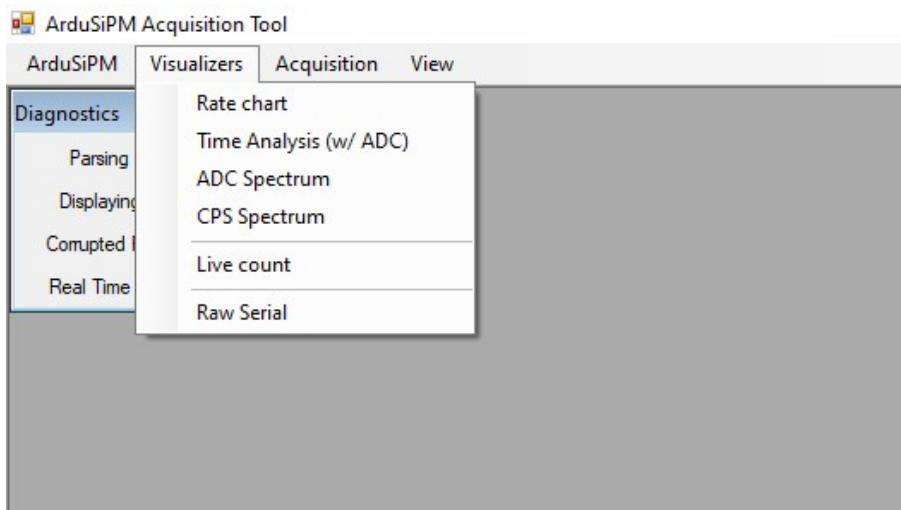 ArduSiPM Acquisition Tool
ArduSiPM Visualizers Acquisition View
Diagnostics
Parsing
Displaying
Corrupted
Real Time
Rate chart
Time Analysis (w/ ADC)
ADC Spectrum
CPS Spectrum
Live count
Raw Serial